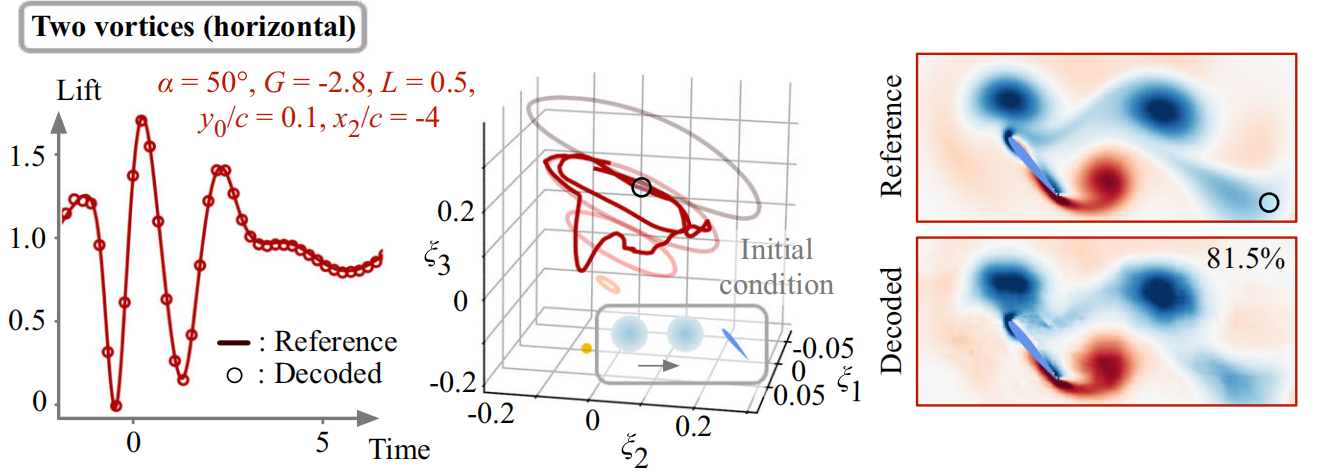 Two vortices (horizontal)
Lift
α = 50°, G = -2.8, L = 0.5,
y₀/c = 0.1, x₂/c = -4
1.5
1.0
0.5
0
0
5
Time
: Reference
: Decoded
0.2
0
-0.2
ξ₃
-0.2
0
0.2
ξ₂
-0.05
0
0.05
ξ₁
Initial
condition
Reference
Decoded
81.5%